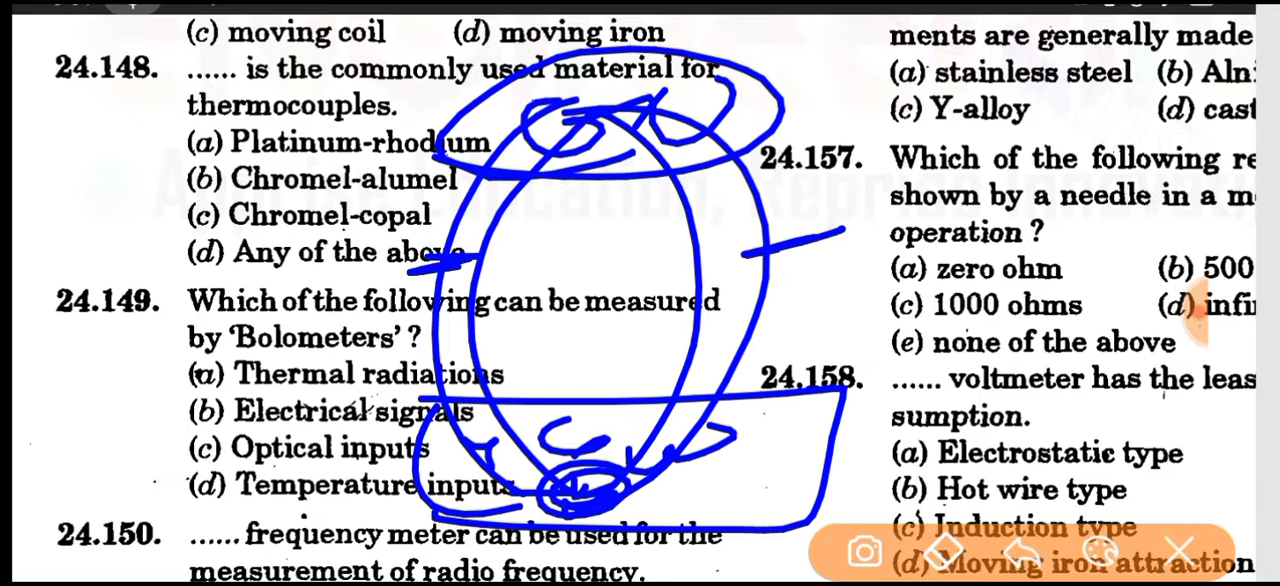 (c) moving coil (d) moving iron
24.148. ...... is the commonly used material for
thermocouples.
(a) Platinum-rhodium
(b) Chromel-alumel
(c) Chromel-copal
(d) Any of the above
24.149. Which of the following can be measured
by 'Bolometers' ?
(a) Thermal radiations
(b) Electrical signals
(c) Optical inputs
(d) Temperature inputs
24.150. ...... frequency meter can be used for the
measurement of radio frequency.
ments are generally made
(a) stainless steel (b) Aln
(c) Y-alloy (d) cast
24.157. Which of the following re
shown by a needle in a m
operation ?
(a) zero ohm (b) 500
(c) 1000 ohms (d) infi
(e) none of the above
24.158. ...... voltmeter has the leas
sumption.
(a) Electrostatic type
(b) Hot wire type
(c) Induction type
(d) Moving iron attraction